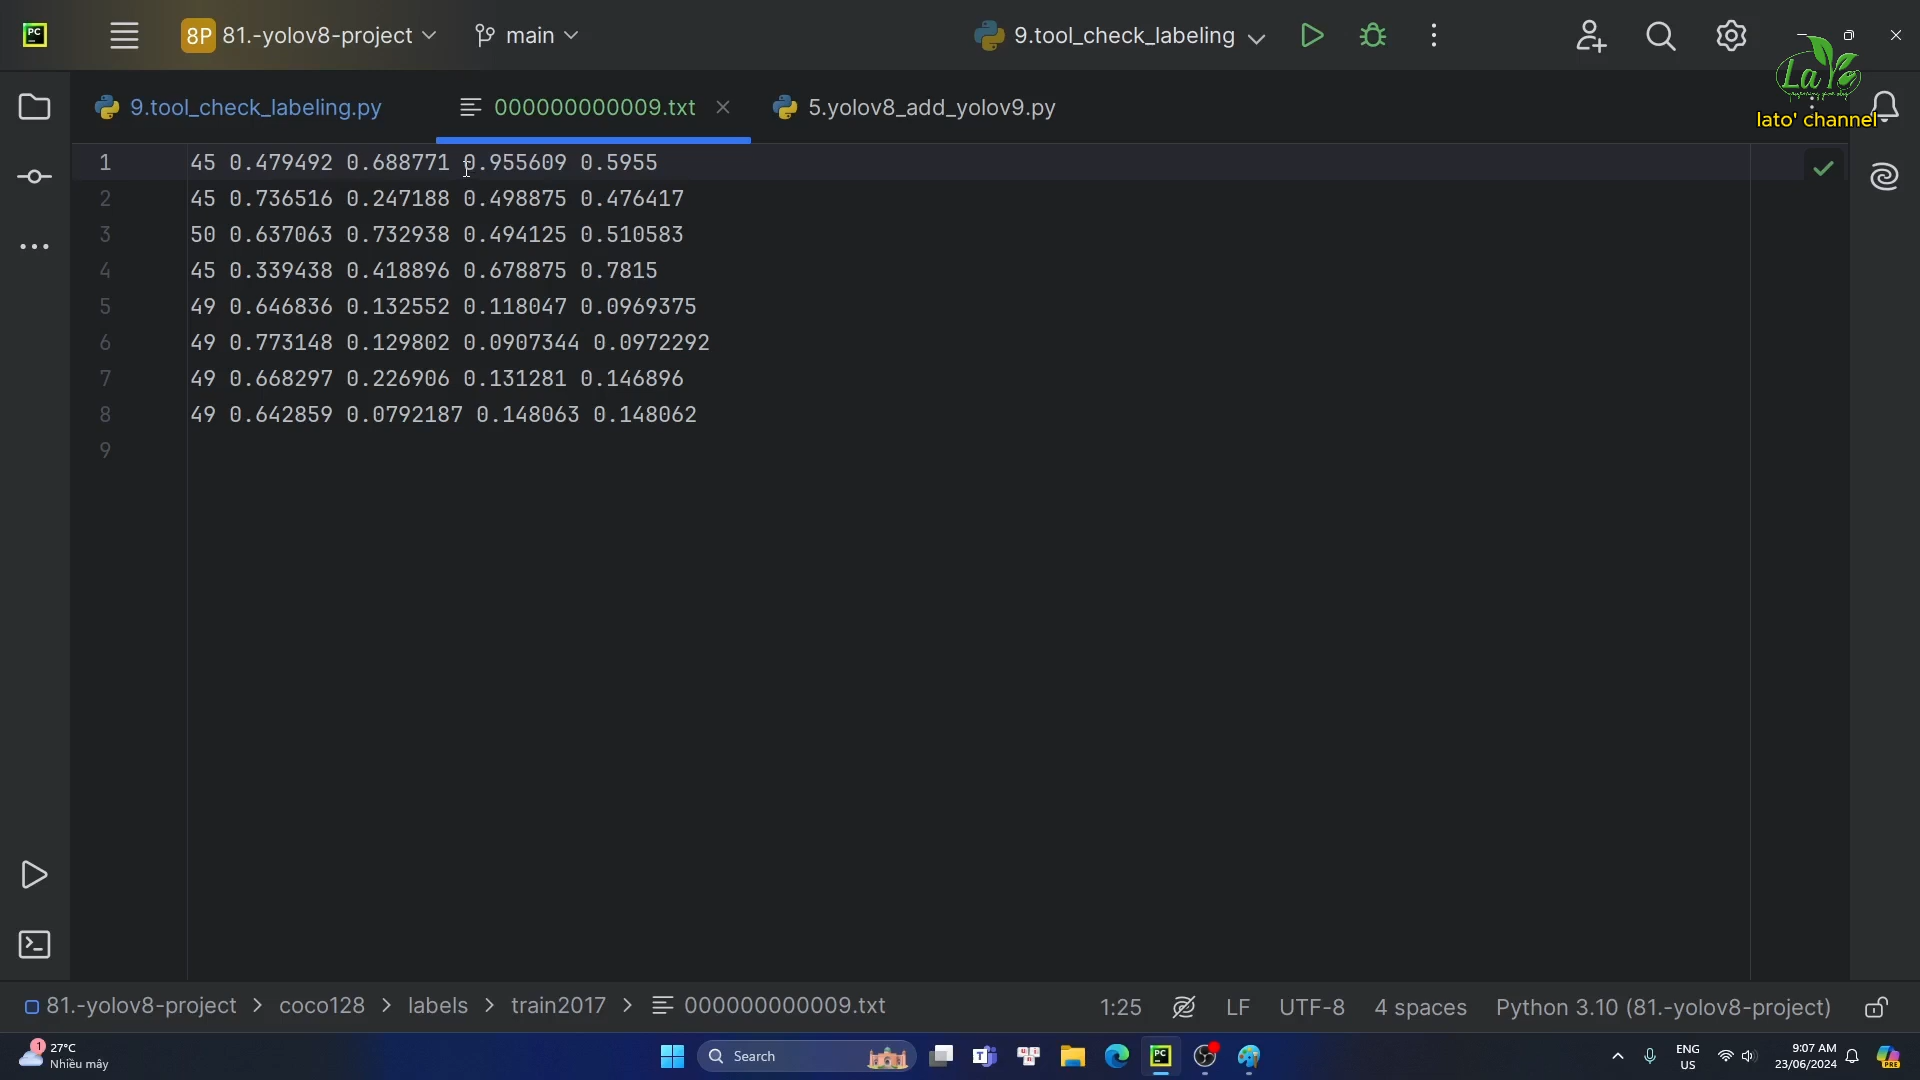 PC
8P 81.-yolov8-project
main
9.tool_check_labeling
LaTo
lato' channel
9.tool_check_labeling.py
000000000009.txt
5.yolov8_add_yolov9.py
1 45 0.479492 0.688771 0.955609 0.5955
2 45 0.736516 0.247188 0.498875 0.476417
3 50 0.637063 0.732938 0.494125 0.510583
4 45 0.339438 0.418896 0.678875 0.7815
5 49 0.646836 0.132552 0.118047 0.0969375
6 49 0.773148 0.129802 0.0907344 0.0972292
7 49 0.668297 0.226906 0.131281 0.146896
8 49 0.642859 0.0792187 0.148063 0.148062
9
81.-yolov8-project > coco128 > labels > train2017 > 000000000009.txt
1:25 LF UTF-8 4 spaces Python 3.10 (81.-yolov8-project)
1
27°C
Nhiều mây
Search
PC
ENG
US
9:07 AM
23/06/2024
PRE